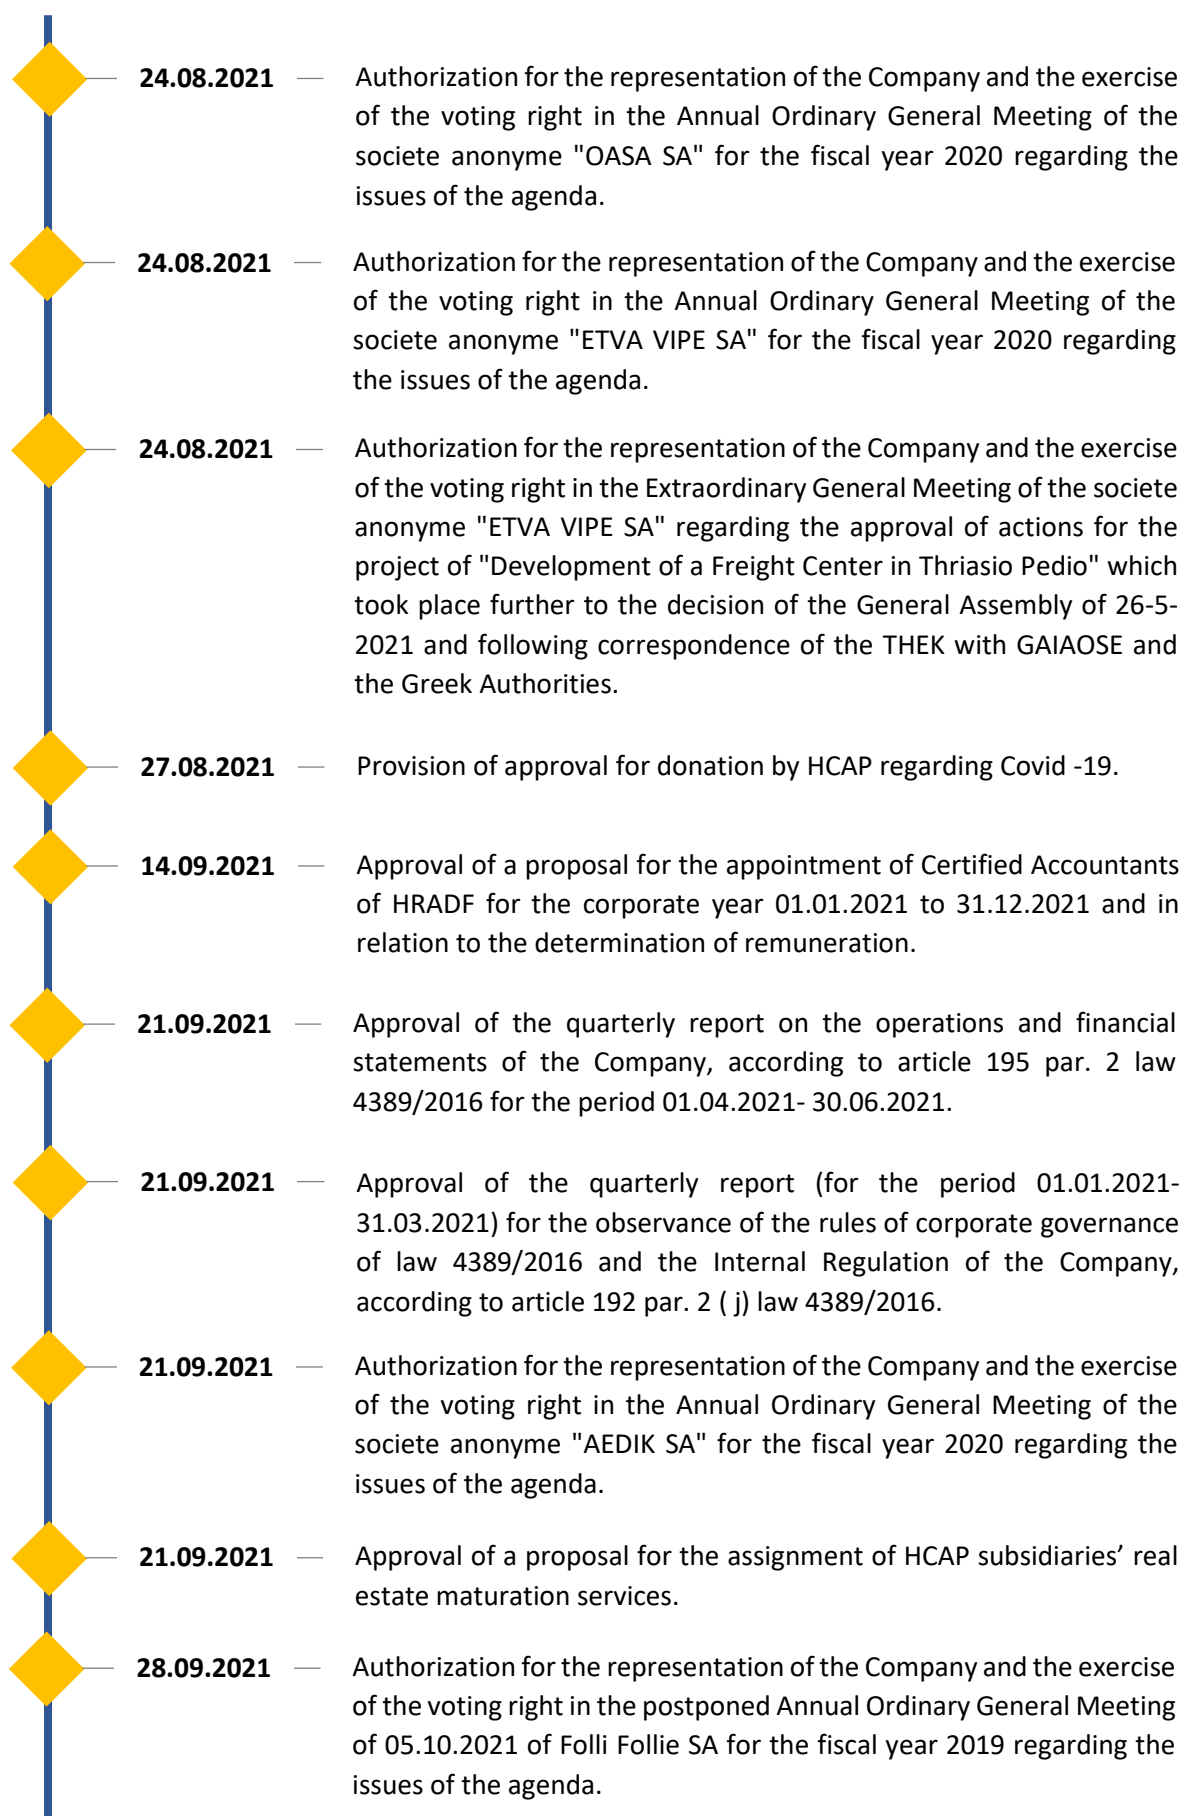 24.08.2021 Authorization for the representation of the Company and the exercise
of the voting right in the Annual Ordinary General Meeting of the
societe anonyme "OASA SA" for the fiscal year 2020 regarding the
issues of the agenda.
24.08.2021 Authorization for the representation of the Company and the exercise
of the voting right in the Annual Ordinary General Meeting of the
societe anonyme "ETVA VIPE SA" for the fiscal year 2020 regarding
the issues of the agenda.
24.08.2021 Authorization for the representation of the Company and the exercise
of the voting right in the Extraordinary General Meeting of the societe
anonyme "ETVA VIPE SA" regarding the approval of actions for the
project of "Development of a Freight Center in Thriasio Pedio" which
took place further to the decision of the General Assembly of 26-5-
2021 and following correspondence of the THEK with GAIAOSE and
the Greek Authorities.
27.08.2021 Provision of approval for donation by HCAP regarding Covid -19.
14.09.2021 Approval of a proposal for the appointment of Certified Accountants
of HRADF for the corporate year 01.01.2021 to 31.12.2021 and in
relation to the determination of remuneration.
21.09.2021 Approval of the quarterly report on the operations and financial
statements of the Company, according to article 195 par. 2 law
4389/2016 for the period 01.04.2021- 30.06.2021.
21.09.2021 Approval of the quarterly report (for the period 01.01.2021-
31.03.2021) for the observance of the rules of corporate governance
of law 4389/2016 and the Internal Regulation of the Company,
according to article 192 par. 2 ( j) law 4389/2016.
21.09.2021 Authorization for the representation of the Company and the exercise
of the voting right in the Annual Ordinary General Meeting of the
societe anonyme "AEDIK SA" for the fiscal year 2020 regarding the
issues of the agenda.
21.09.2021 Approval of a proposal for the assignment of HCAP subsidiaries’ real
estate maturation services.
28.09.2021 Authorization for the representation of the Company and the exercise
of the voting right in the postponed Annual Ordinary General Meeting
of 05.10.2021 of Folli Follie SA for the fiscal year 2019 regarding the
issues of the agenda.